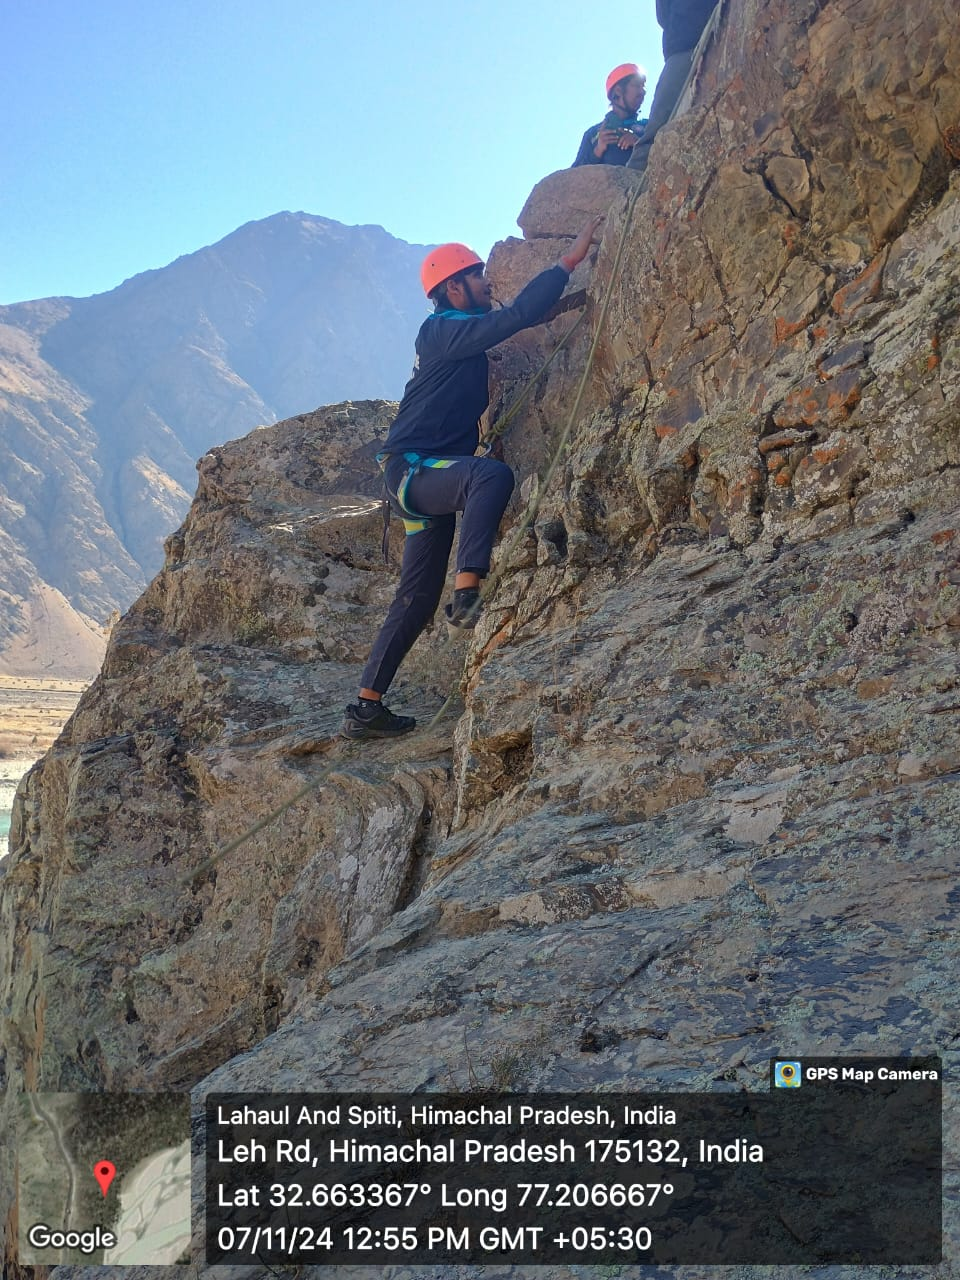 GPS Map Camera
Lahaul And Spiti, Himachal Pradesh, India
Leh Rd, Himachal Pradesh 175132, India
Lat 32.663367° Long 77.206667°
07/11/24 12:55 PM GMT +05:30
Google